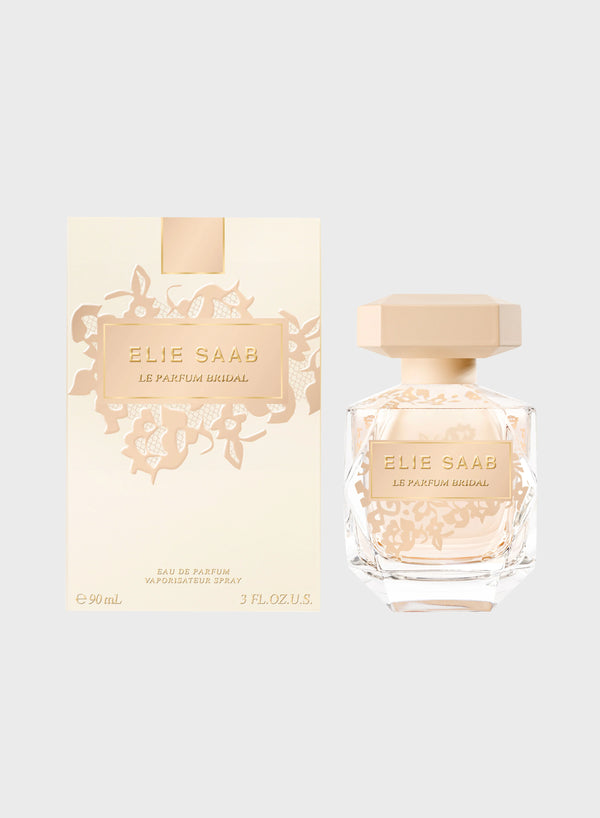 ELIE SAAB
LE PARFUM BRIDAL
EAU DE PARFUM
VAPORISATEUR SPRAY
℮90 mL 3 FL.OZ.U.S.
ELIE SAAB
LE PARFUM BRIDAL